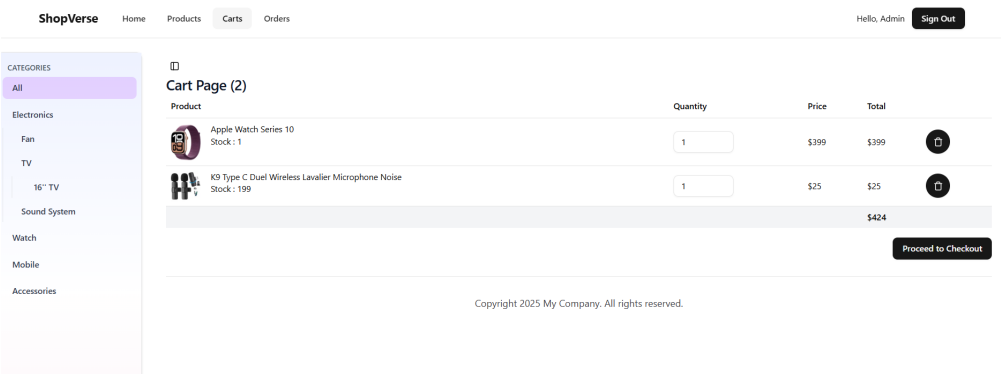 ShopVerse Home Products Carts Orders Hello, Admin Sign Out
CATEGORIES
All
Electronics
Fan
TV
16'' TV
Sound System
Watch
Mobile
Accessories
Cart Page (2)
Product Quantity Price Total
Apple Watch Series 10
Stock : 1
1 $399 $399
K9 Type C Duel Wireless Lavalier Microphone Noise
Stock : 199
1 $25 $25
$424
Proceed to Checkout
Copyright 2025 My Company. All rights reserved.